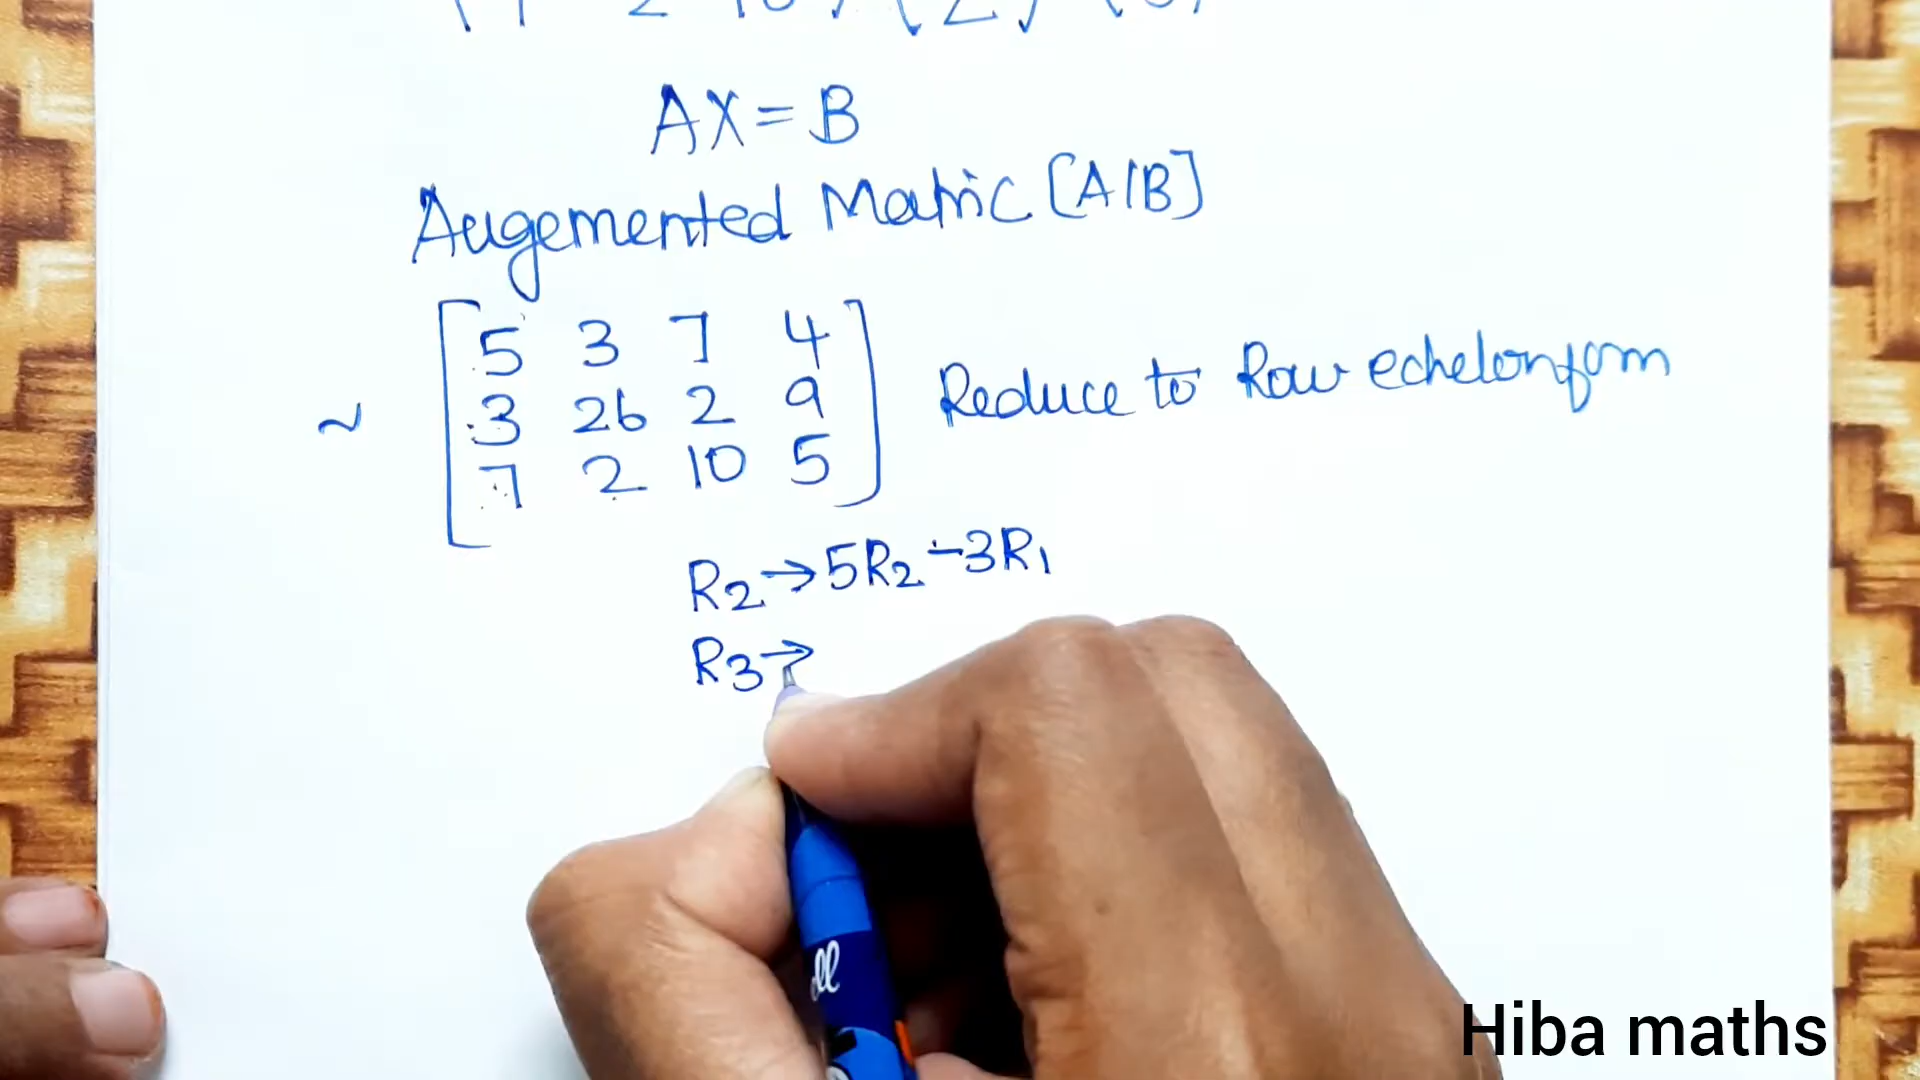 AX = B
Augemented Matric [A|B]
5 3 7 4
~ 3 26 2 9 Reduce to Row echelonform
7 2 10 5
R2 → 5R2 - 3R1
R3 →
ll
Hiba maths